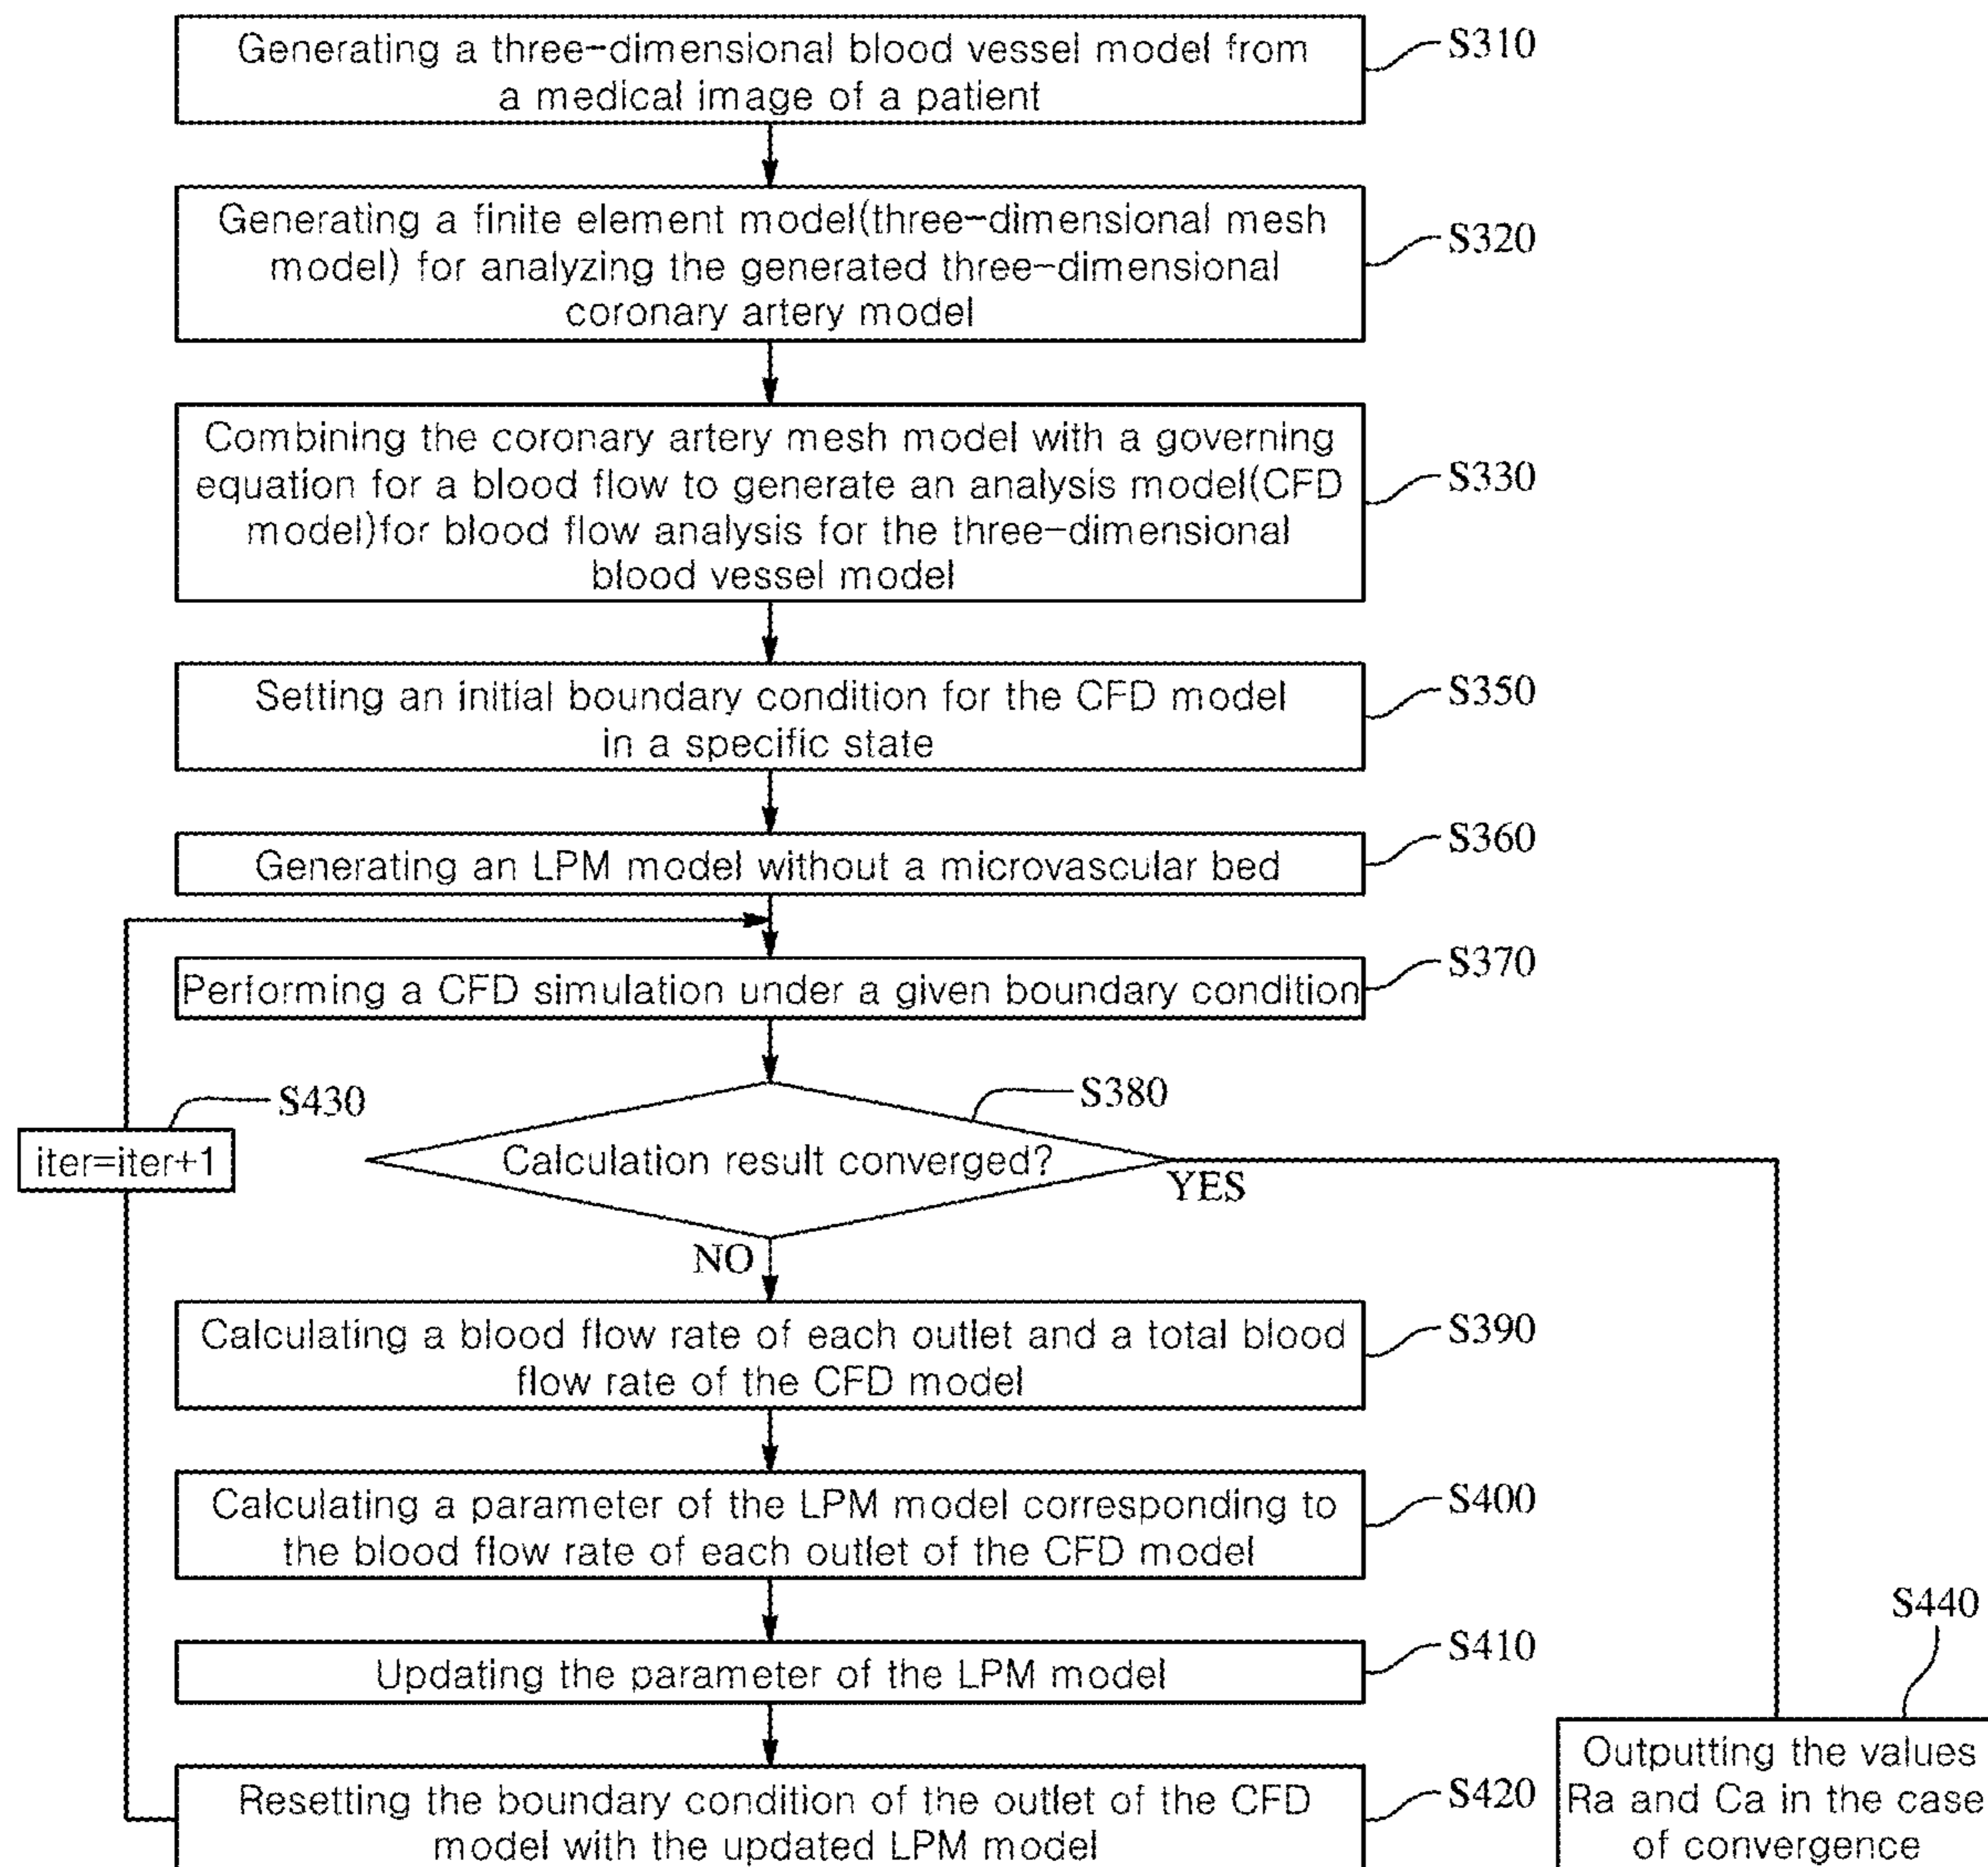 Generating a three-dimensional blood vessel model from
a medical image of a patient
S310
Generating a finite element model(three-dimensional mesh
model) for analyzing the generated three-dimensional
coronary artery model
S320
Combining the coronary artery mesh model with a governing
equation for a blood flow to generate an analysis model(CFD
model)for blood flow analysis for the three-dimensional
blood vessel model
S330
Setting an initial boundary condition for the CFD model
in a specific state
S350
Generating an LPM model without a microvascular bed
S360
Performing a CFD simulation under a given boundary condition
S370
S430
iter=iter+1
S380
Calculation result converged?
YES
NO
Calculating a blood flow rate of each outlet and a total blood
flow rate of the CFD model
S390
Calculating a parameter of the LPM model corresponding to
the blood flow rate of each outlet of the CFD model
S400
Updating the parameter of the LPM model
S410
Resetting the boundary condition of the outlet of the CFD
model with the updated LPM model
S420
S440
Outputting the values
Ra and Ca in the case
of convergence